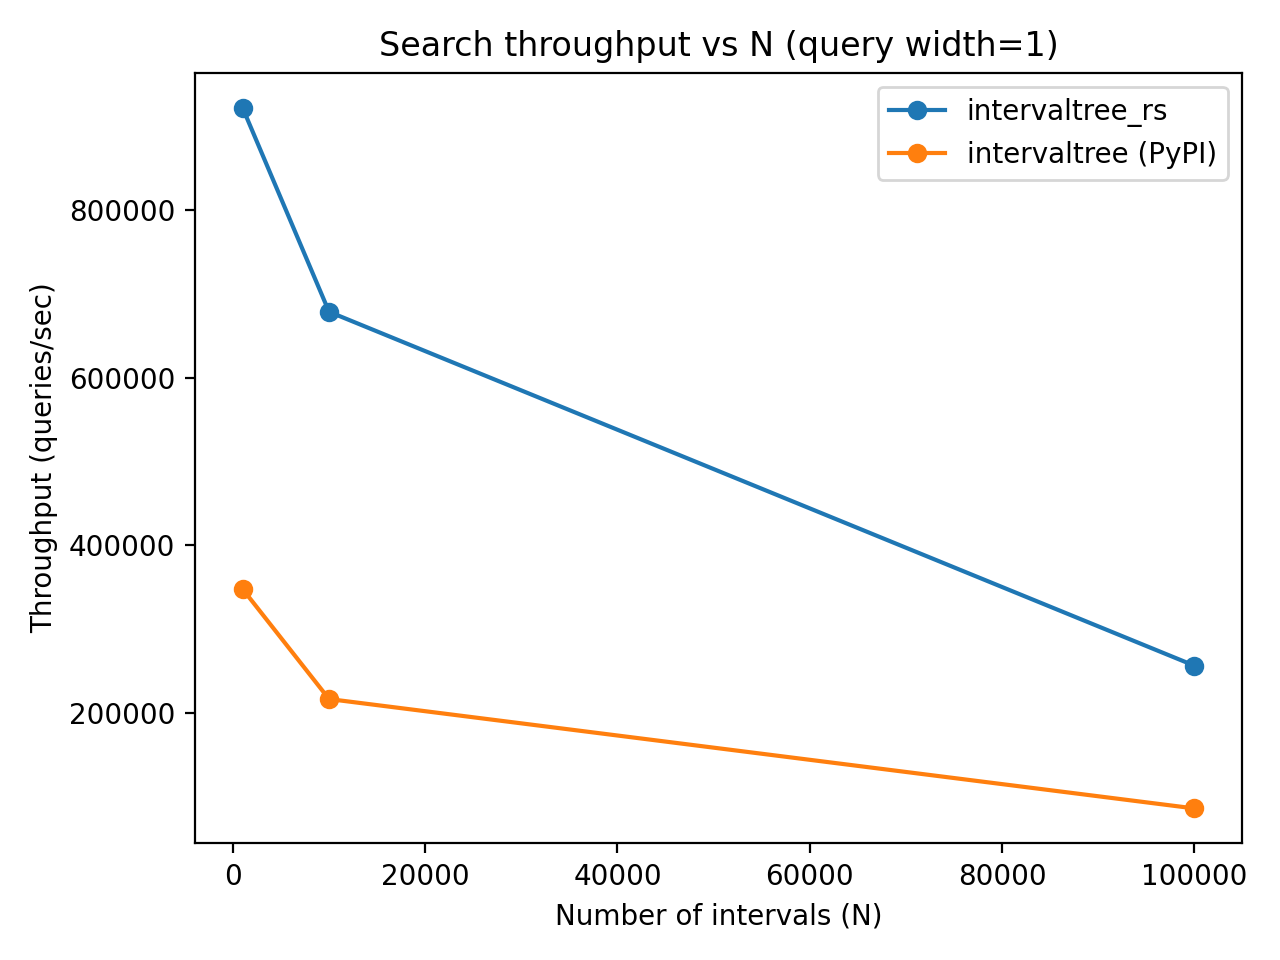 Search throughput vs N (query width=1)
intervaltree_rs
intervaltree (PyPI)
Throughput (queries/sec)
800000
600000
400000
200000
0
20000
40000
60000
80000
100000
Number of intervals (N)